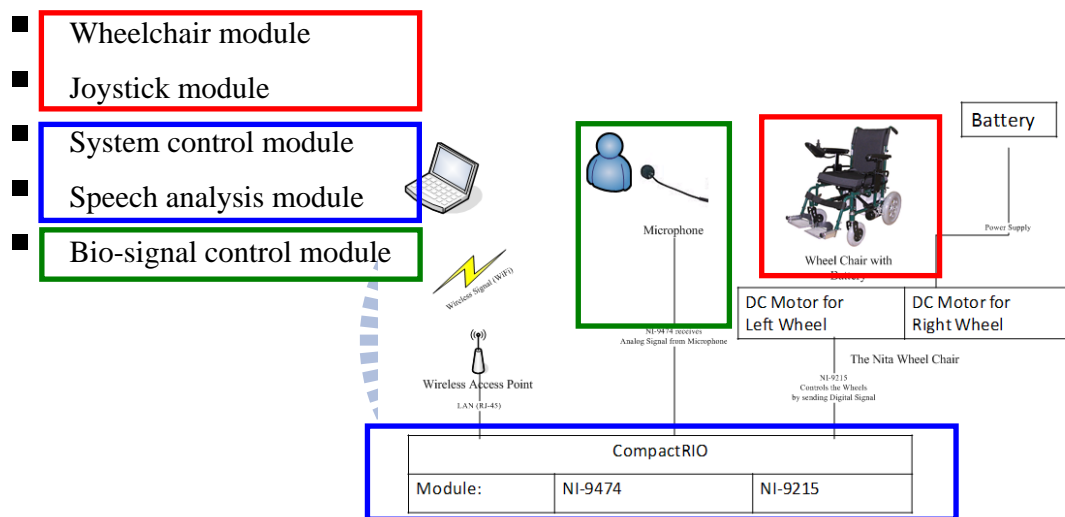 Wheelchair module
Joystick module
System control module
Speech analysis module
Bio-signal control module
Wireless Signal (WiFi)
Wireless Access Point
LAN (RJ-45)
Microphone
NI-9474 receives
Analog Signal from Microphone
Wheel Chair with
Battery
Battery
Power Supply
DC Motor for
Left Wheel
DC Motor for
Right Wheel
The Nita Wheel Chair
NI-9215
Controls the Wheels
by sending Digital Signal
CompactRIO
Module:
NI-9474
NI-9215